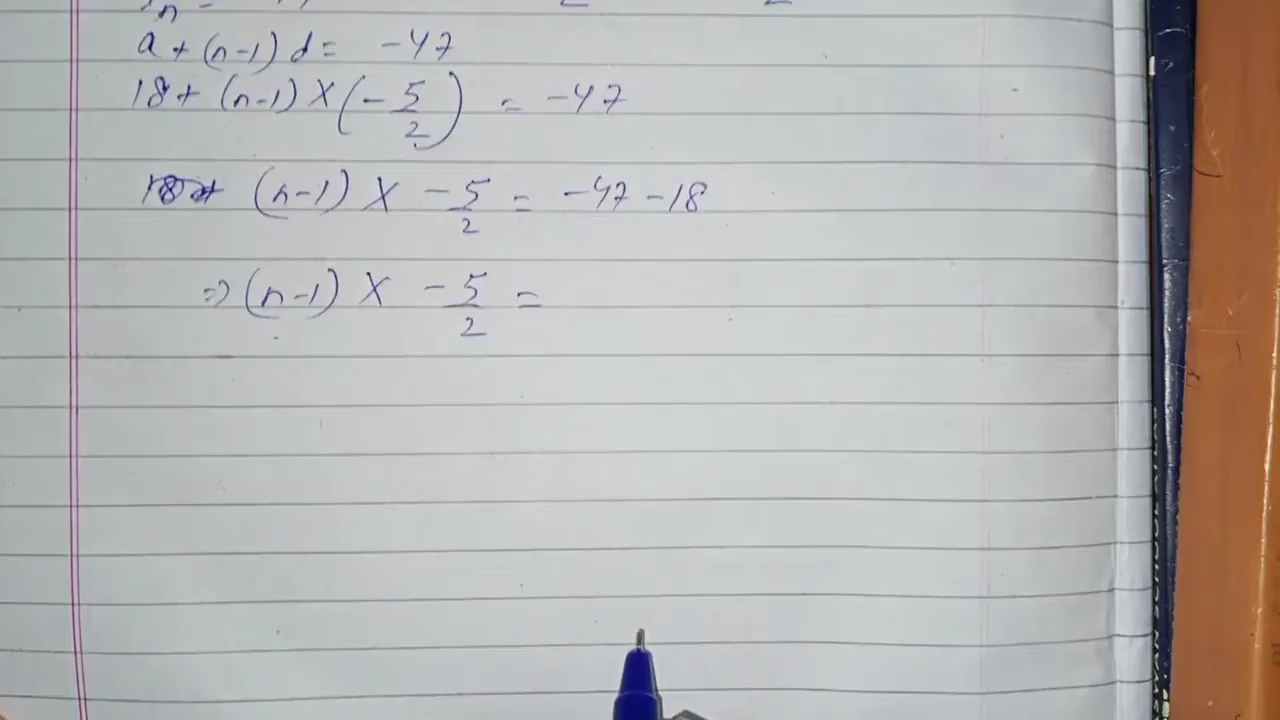 a + (n-1) d = -47
18 + (n-1) X (-5/2) = -47
(n-1) X -5/2 = -47 -18
=> (n-1) X -5/2 =